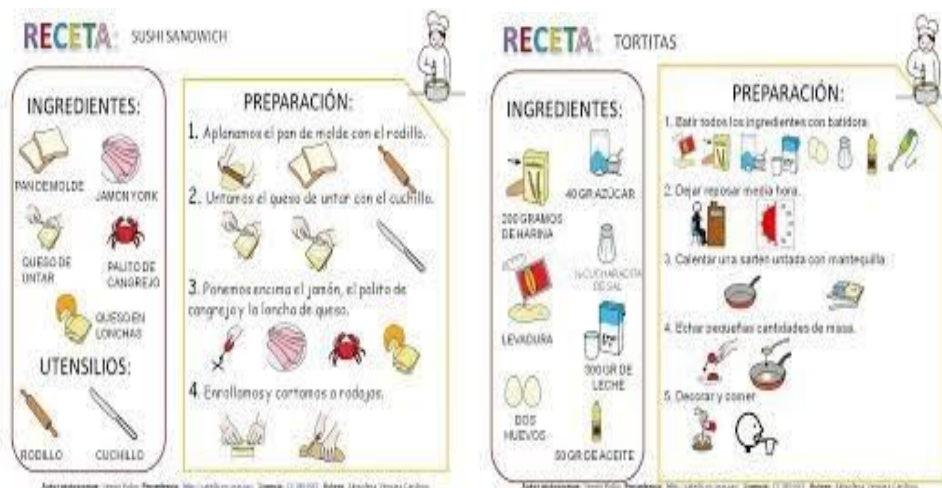 RECETA: SUSHI SANDWICH
INGREDIENTES:
PAN DE MOLDE
JAMON YORK
QUESO DE
UNTAR
PALITO DE
CANGREJO
QUESO EN
LONCHAS
UTENSILIOS:
RODILLO
CUCHILLO
PREPARACIÓN:
1. Aplanamos el pan de molde con el rodillo.
2. Untamos el queso de untar con el cuchillo.
3. Ponemos encima el jamón, el palito de
cangrejo y la loncha de queso.
4. Enrollamos y cortamos a rodajas.
RECETA: TORTITAS
INGREDIENTES:
200 GRAMOS
DE HARINA
40 GR AZÚCAR
CUCHARADITA
DE SAL
LEVADURA
300 GR DE
LECHE
DOS
HUEVOS
50 GR DE ACEITE
PREPARACIÓN:
1. Batir todos los ingredientes con batidora.
2. Dejar reposar media hora.
3. Calentar una sartén untada con mantequilla
4. Echar pequeñas cantidades de masa.
5. Decorar y comer